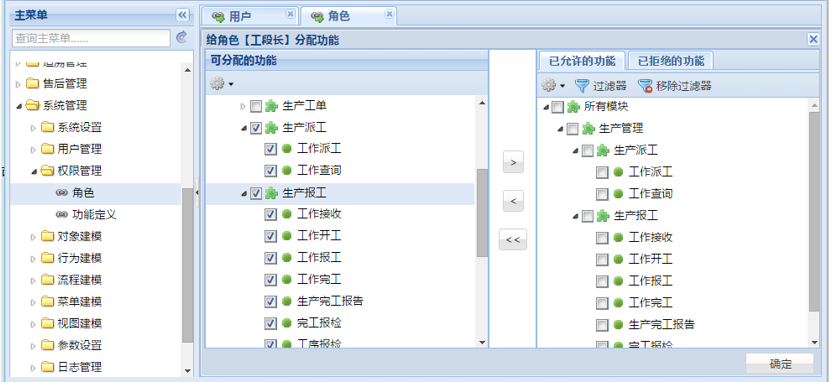 主菜单
查询主菜单......
追溯管理
售后管理
系统管理
系统设置
用户管理
权限管理
角色
功能定义
对象建模
行为建模
流程建模
菜单建模
视图建模
参数设置
日志管理
用户
角色
给角色【工段长】分配功能
可分配的功能
生产工单
生产派工
工作派工
工作查询
生产报工
工作接收
工作开工
工作报工
工作完工
生产完工报告
完工报检
工序报检
>
<
<<
已允许的功能
已拒绝的功能
过滤器
移除过滤器
所有模块
生产管理
生产派工
工作派工
工作查询
生产报工
工作接收
工作开工
工作报工
工作完工
生产完工报告
完工报检
确定